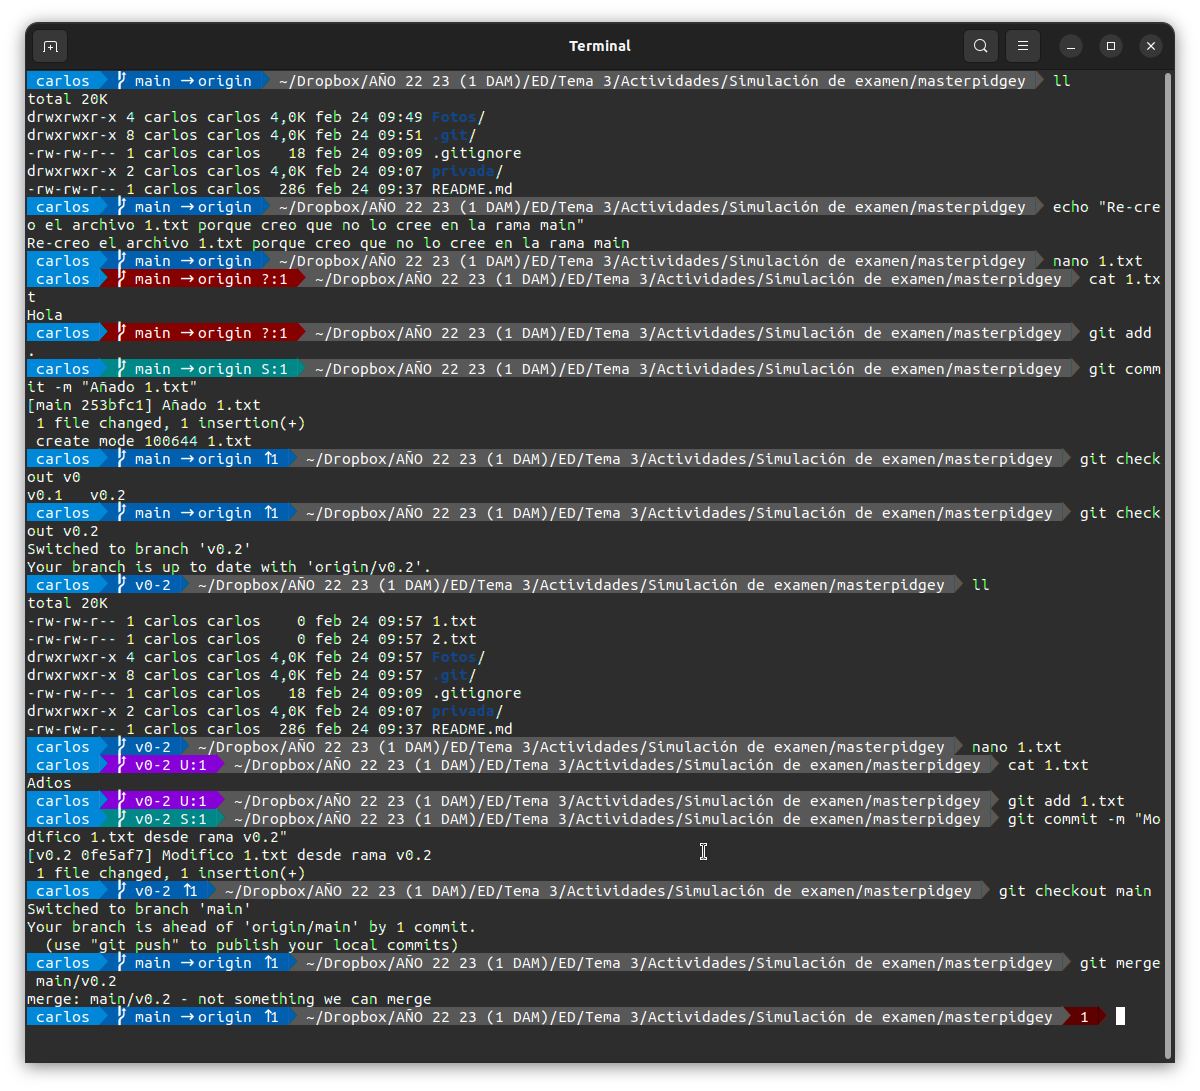 Terminal
carlos main → origin ~/Dropbox/AÑO 22 23 (1 DAM)/ED/Tema 3/Actividades/Simulación de examen/masterpidgey ll
total 20K
drwxrwxr-x 4 carlos carlos 4,0K feb 24 09:49 Fotos/
drwxrwxr-x 8 carlos carlos 4,0K feb 24 09:51 .git/
-rw-rw-r-- 1 carlos carlos   18 feb 24 09:09 .gitignore
drwxrwxr-x 2 carlos carlos 4,0K feb 24 09:07 privada/
-rw-rw-r-- 1 carlos carlos  286 feb 24 09:37 README.md
carlos main → origin ~/Dropbox/AÑO 22 23 (1 DAM)/ED/Tema 3/Actividades/Simulación de examen/masterpidgey echo "Re-cre
o el archivo 1.txt porque creo que no lo cree en la rama main"
Re-creo el archivo 1.txt porque creo que no lo cree en la rama main
carlos main → origin ~/Dropbox/AÑO 22 23 (1 DAM)/ED/Tema 3/Actividades/Simulación de examen/masterpidgey nano 1.txt
carlos main → origin ?:1 ~/Dropbox/AÑO 22 23 (1 DAM)/ED/Tema 3/Actividades/Simulación de examen/masterpidgey cat 1.tx
t
Hola
carlos main → origin ?:1 ~/Dropbox/AÑO 22 23 (1 DAM)/ED/Tema 3/Actividades/Simulación de examen/masterpidgey git add
.
carlos main → origin S:1 ~/Dropbox/AÑO 22 23 (1 DAM)/ED/Tema 3/Actividades/Simulación de examen/masterpidgey git comm
it -m "Añado 1.txt"
[main 253bfc1] Añado 1.txt
 1 file changed, 1 insertion(+)
 create mode 100644 1.txt
carlos main → origin ↑1 ~/Dropbox/AÑO 22 23 (1 DAM)/ED/Tema 3/Actividades/Simulación de examen/masterpidgey git check
out v0
v0.1   v0.2
carlos main → origin ↑1 ~/Dropbox/AÑO 22 23 (1 DAM)/ED/Tema 3/Actividades/Simulación de examen/masterpidgey git check
out v0.2
Switched to branch 'v0.2'
Your branch is up to date with 'origin/v0.2'.
carlos v0-2 ~/Dropbox/AÑO 22 23 (1 DAM)/ED/Tema 3/Actividades/Simulación de examen/masterpidgey ll
total 20K
-rw-rw-r-- 1 carlos carlos    0 feb 24 09:57 1.txt
-rw-rw-r-- 1 carlos carlos    0 feb 24 09:57 2.txt
drwxrwxr-x 4 carlos carlos 4,0K feb 24 09:57 Fotos/
drwxrwxr-x 8 carlos carlos 4,0K feb 24 09:57 .git/
-rw-rw-r-- 1 carlos carlos   18 feb 24 09:09 .gitignore
drwxrwxr-x 2 carlos carlos 4,0K feb 24 09:07 privada/
-rw-rw-r-- 1 carlos carlos  286 feb 24 09:37 README.md
carlos v0-2 ~/Dropbox/AÑO 22 23 (1 DAM)/ED/Tema 3/Actividades/Simulación de examen/masterpidgey nano 1.txt
carlos v0-2 U:1 ~/Dropbox/AÑO 22 23 (1 DAM)/ED/Tema 3/Actividades/Simulación de examen/masterpidgey cat 1.txt
Adios
carlos v0-2 U:1 ~/Dropbox/AÑO 22 23 (1 DAM)/ED/Tema 3/Actividades/Simulación de examen/masterpidgey git add 1.txt
carlos v0-2 S:1 ~/Dropbox/AÑO 22 23 (1 DAM)/ED/Tema 3/Actividades/Simulación de examen/masterpidgey git commit -m "Mo
difico 1.txt desde rama v0.2"
[v0.2 0fe5af7] Modifico 1.txt desde rama v0.2
 1 file changed, 1 insertion(+)
carlos v0-2 ↑1 ~/Dropbox/AÑO 22 23 (1 DAM)/ED/Tema 3/Actividades/Simulación de examen/masterpidgey git checkout main
Switched to branch 'main'
Your branch is ahead of 'origin/main' by 1 commit.
  (use "git push" to publish your local commits)
carlos main → origin ↑1 ~/Dropbox/AÑO 22 23 (1 DAM)/ED/Tema 3/Actividades/Simulación de examen/masterpidgey git merge
 main/v0.2
merge: main/v0.2 - not something we can merge
carlos main → origin ↑1 ~/Dropbox/AÑO 22 23 (1 DAM)/ED/Tema 3/Actividades/Simulación de examen/masterpidgey 1